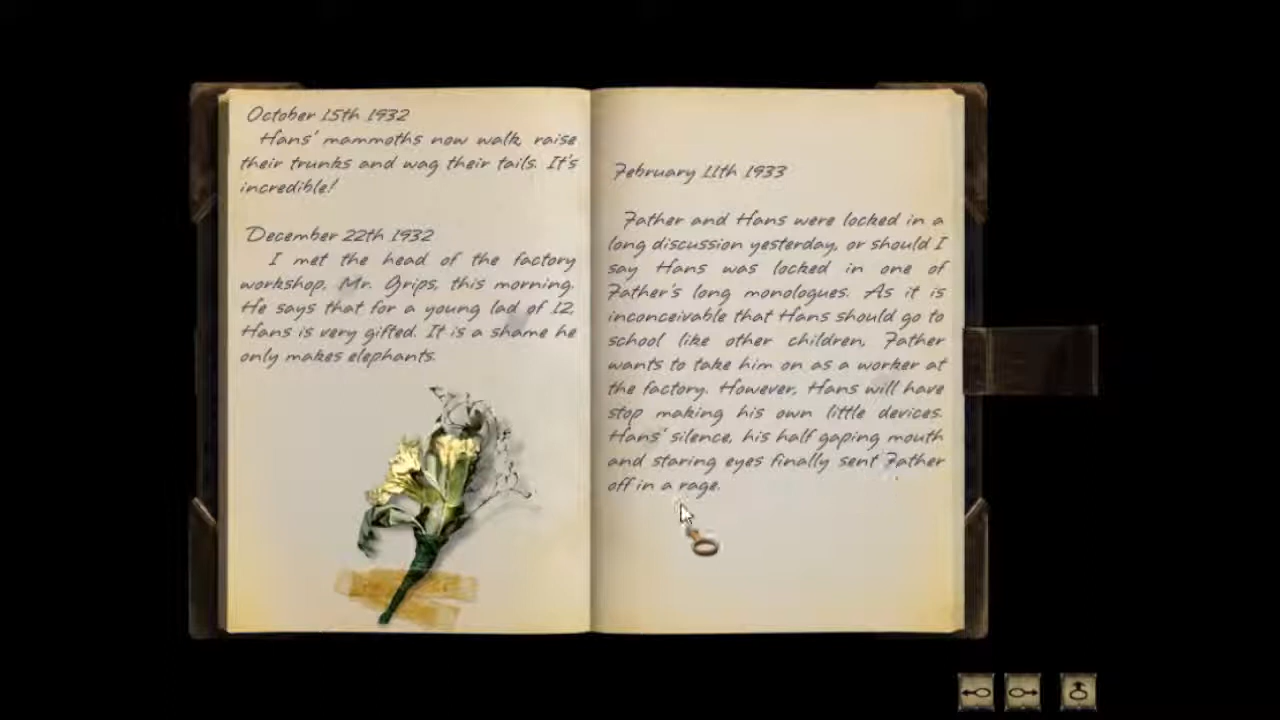 October 15th 1932
Hans' mammoths now walk, raise
their trunks and wag their tails. It's
incredible!
December 22th 1932
I met the head of the factory
workshop, Mr. Grips, this morning.
He says that for a young lad of 12,
Hans is very gifted. It is a shame he
only makes elephants.
February 11th 1933
Father and Hans were locked in a
long discussion yesterday, or should I
say Hans was locked in one of
Father's long monologues. As it is
inconceivable that Hans should go to
school like other children, Father
wants to take him on as a worker at
the factory. However, Hans will have
stop making his own little devices.
Hans' silence, his half gaping mouth
and staring eyes finally sent Father
off in a rage.